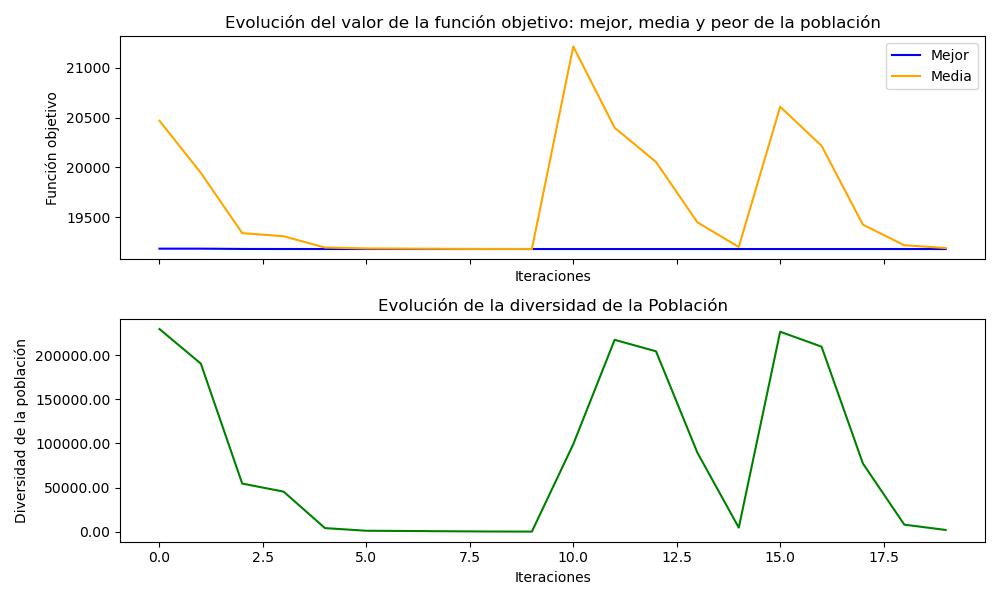 Evolución del valor de la función objetivo: mejor, media y peor de la población
Función objetivo
21000
20500
20000
19500
Mejor
Media
Iteraciones
Evolución de la diversidad de la Población
Diversidad de la población
200000.00
150000.00
100000.00
50000.00
0.00
0.0 2.5 5.0 7.5 10.0 12.5 15.0 17.5
Iteraciones